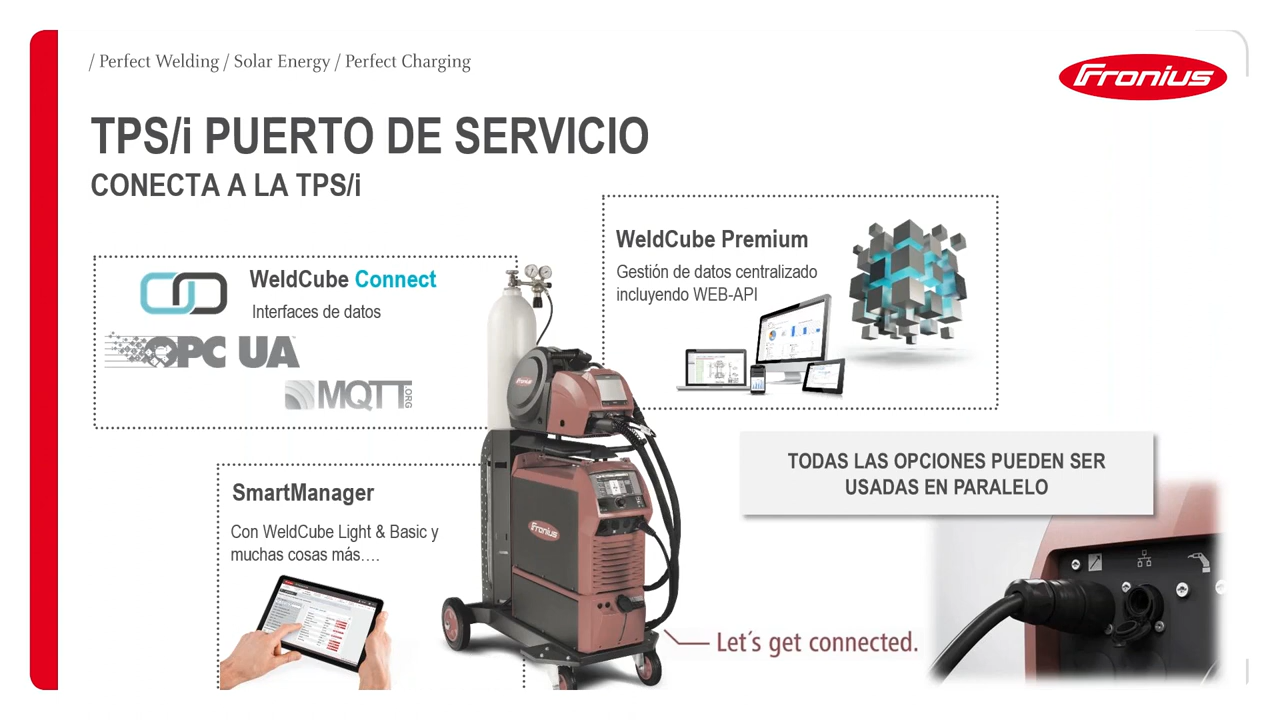 / Perfect Welding / Solar Energy / Perfect Charging
Fronius
TPS/i PUERTO DE SERVICIO
CONECTA A LA TPS/i
WeldCube Connect
Interfaces de datos
OPC UA
MQTT.ORG
WeldCube Premium
Gestión de datos centralizado
incluyendo WEB-API
TODAS LAS OPCIONES PUEDEN SER
USADAS EN PARALELO
SmartManager
Con WeldCube Light & Basic y
muchas cosas más....
Fronius
Fronius
Let´s get connected.